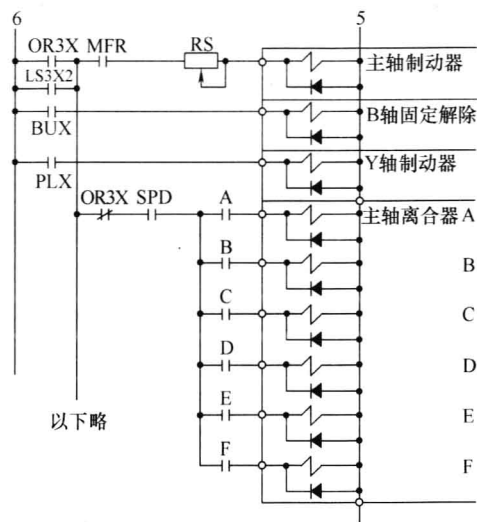 6 5
OR3X MFR RS
主轴制动器
LS3X2
B轴固定解除
BUX
Y轴制动器
PLX
OR3X SPD A 主轴离合器 A
B B
C C
D D
以下略
E E
F F